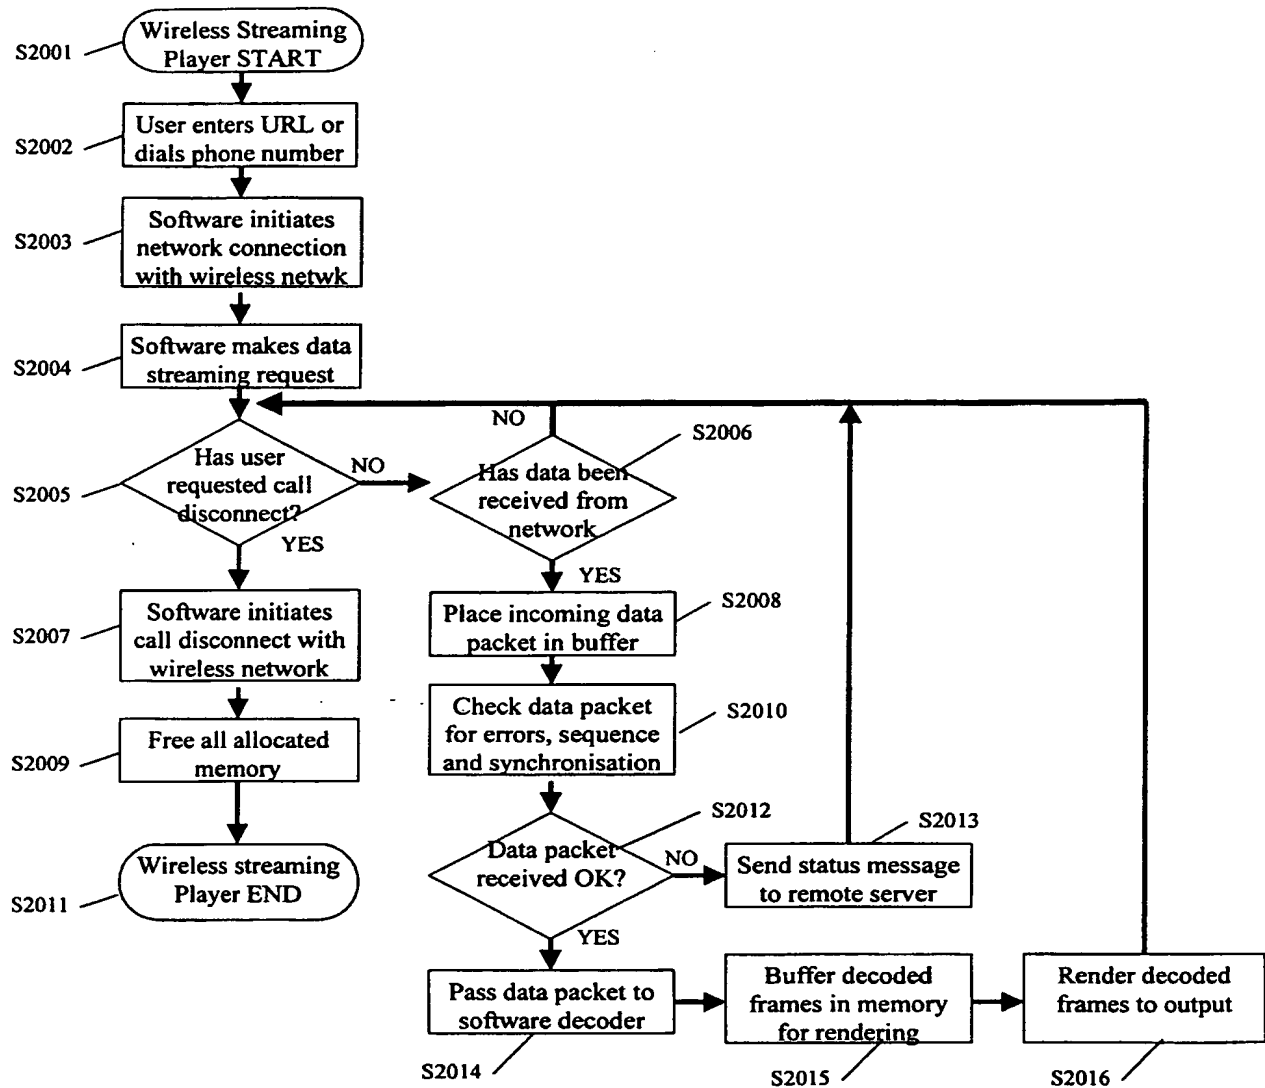 Wireless Streaming
Player START
S2001
User enters URL or
dials phone number
S2002
Software initiates
network connection
with wireless netwk
S2003
Software makes data
streaming request
S2004
Has user
requested call
disconnect?
S2005
NO
YES
Has data been
received from
network
S2006
NO
YES
Software initiates
call disconnect with
wireless network
S2007
Place incoming data
packet in buffer
S2008
Free all allocated
memory
S2009
Check data packet
for errors, sequence
and synchronisation
S2010
Wireless streaming
Player END
S2011
Data packet
received OK?
S2012
NO
YES
Send status message
to remote server
S2013
Pass data packet to
software decoder
S2014
Buffer decoded
frames in memory
for rendering
S2015
Render decoded
frames to output
S2016